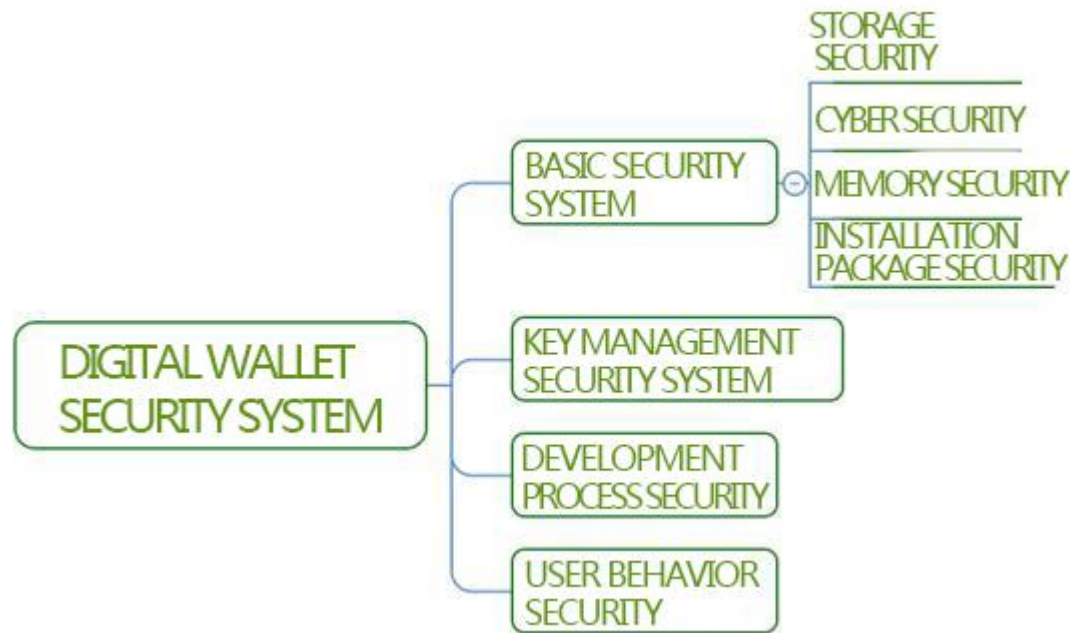 STORAGE
SECURITY
CYBER SECURITY
BASIC SECURITY
SYSTEM
MEMORY SECURITY
INSTALLATION
PACKAGE SECURITY
DIGITAL WALLET
SECURITY SYSTEM
KEY MANAGEMENT
SECURITY SYSTEM
DEVELOPMENT
PROCESS SECURITY
USER BEHAVIOR
SECURITY